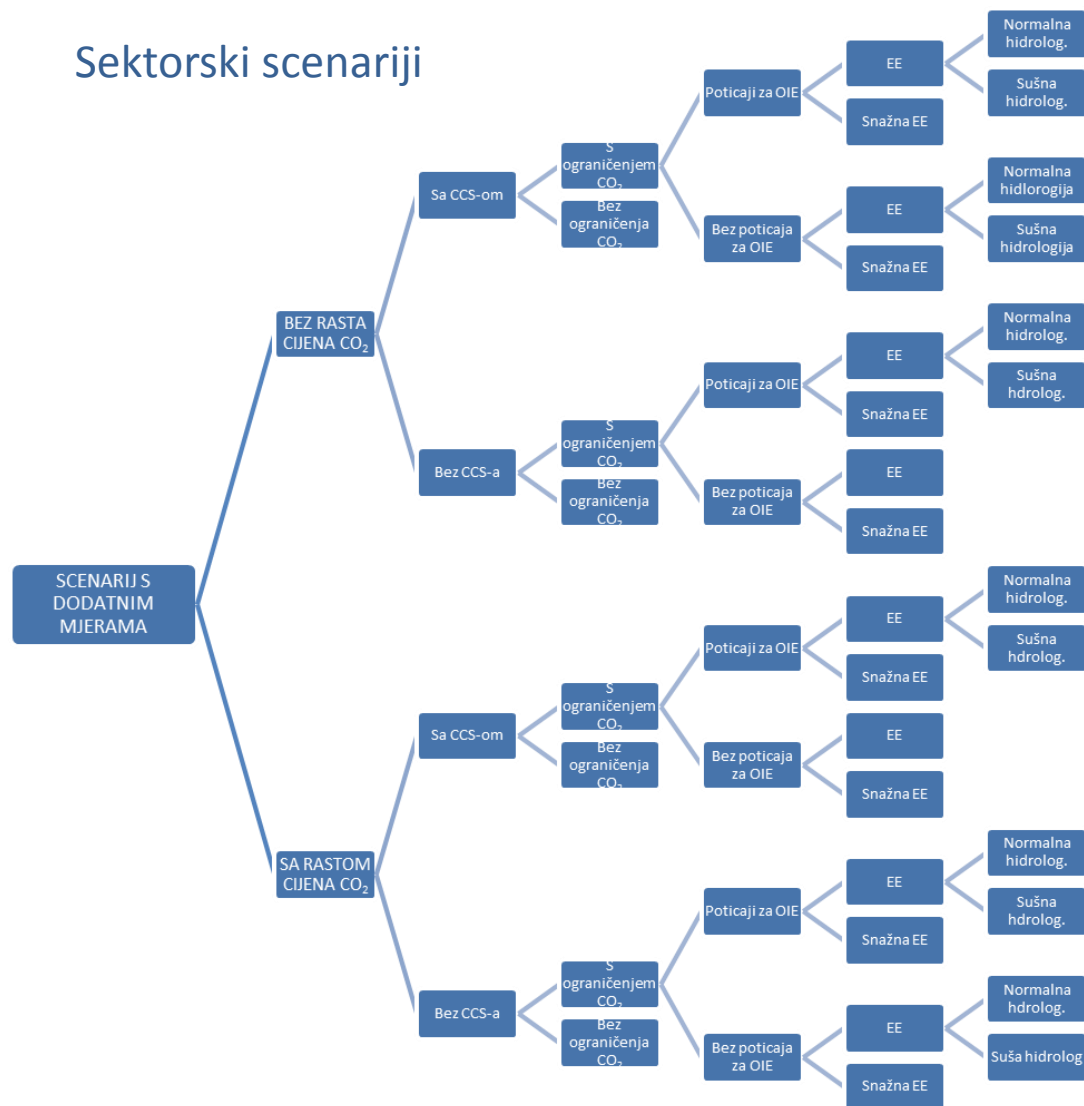 Sektorski scenariji
SCENARIJ S
DODATNIM
MJERAMA
BEZ RASTA
CIJENA CO₂
Sa CCS-om
S
ograničenjem
CO₂
Poticaji za OIE
EE
Normalna
hidrolog.
Sušna
hidrolog.
Snažna EE
Bez poticaja
za OIE
EE
Normalna
hidlorogija
Sušna
hidrologija
Snažna EE
Bez
ograničenja
CO₂
Bez CCS-a
S
ograničenjem
CO₂
Poticaji za OIE
EE
Normalna
hidrolog.
Sušna
hdrolog.
Snažna EE
Bez poticaja
za OIE
EE
Snažna EE
Bez
ograničenja
CO₂
SA RASTOM
CIJENA CO₂
Sa CCS-om
S
ograničenjem
CO₂
Poticaji za OIE
EE
Normalna
hidrolog.
Sušna
hdrolog.
Snažna EE
Bez poticaja
za OIE
EE
Snažna EE
Bez
ograničenja
CO₂
Bez CCS-a
S
ograničenjem
CO₂
Poticaji za OIE
EE
Normalna
hidrolog.
Sušna
hdrolog.
Snažna EE
Bez poticaja
za OIE
EE
Normalna
hdrolog.
Suša hidrolog
Snažna EE
Bez
ograničenja
CO₂